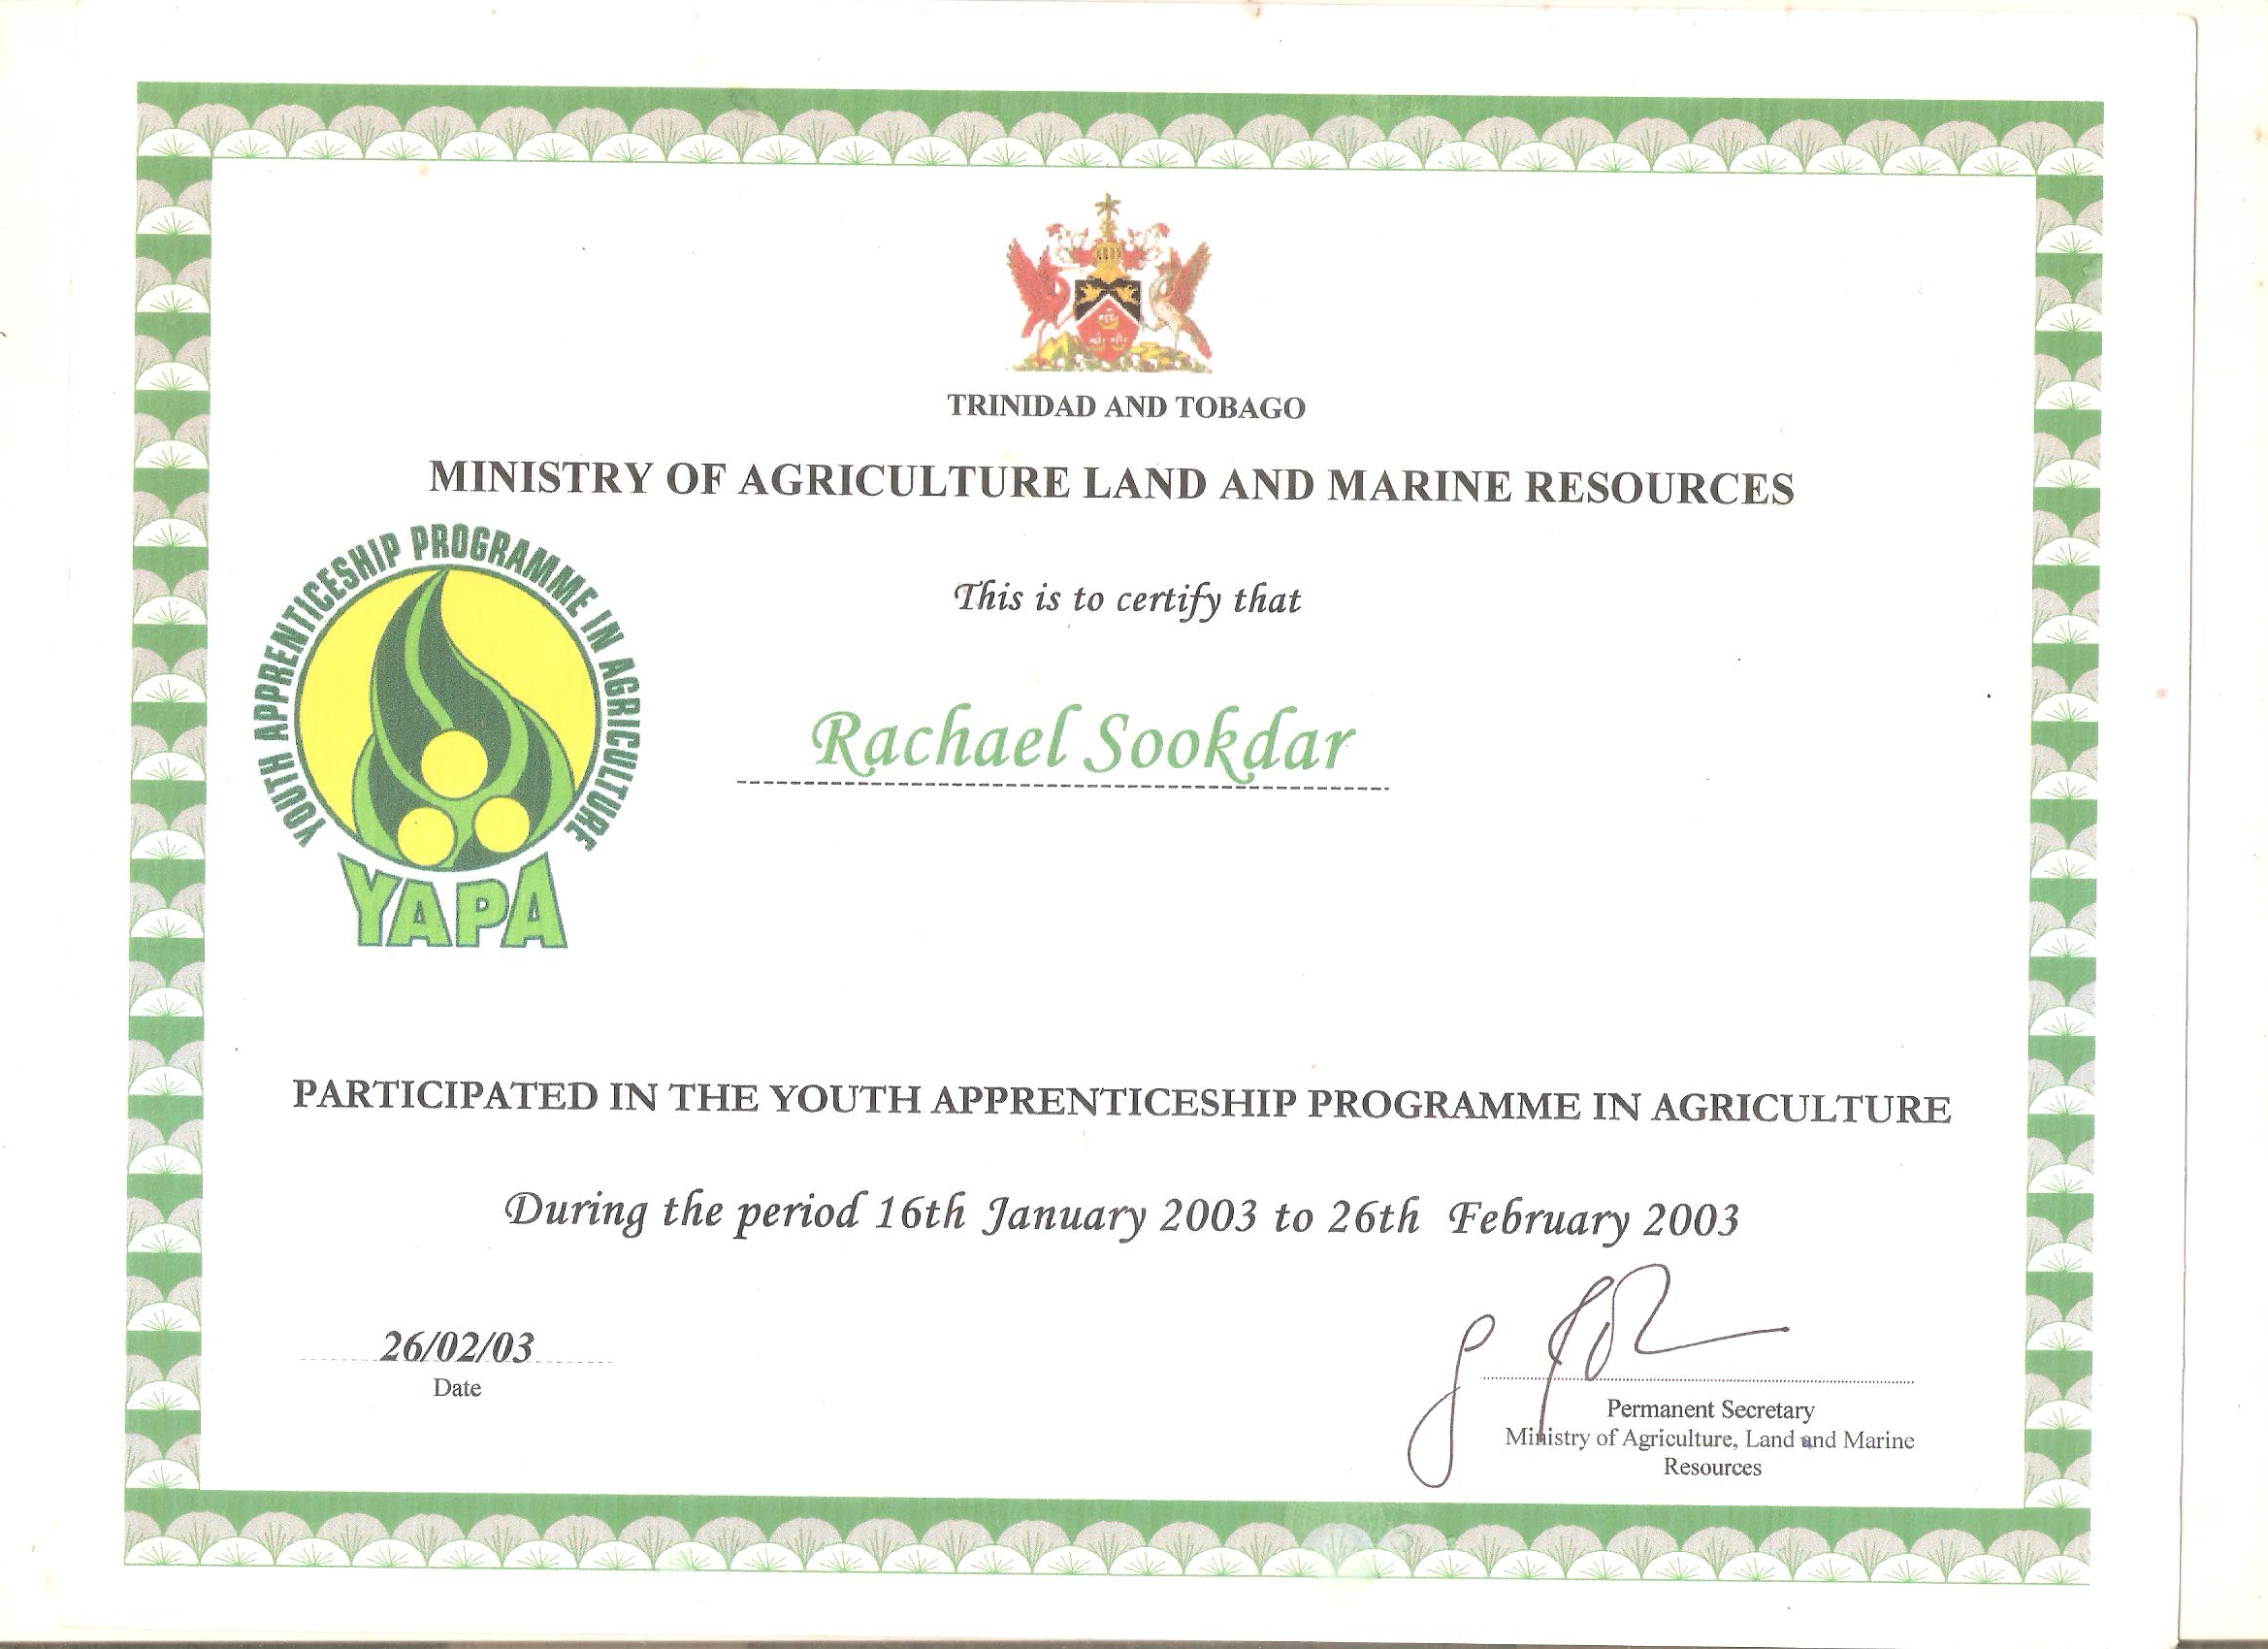 TRINIDAD AND TOBAGO
MINISTRY OF AGRICULTURE LAND AND MARINE RESOURCES
YOUTH APPRENTICESHIP PROGRAMME IN AGRICULTURE
YAPA
This is to certify that
Rachael Sookdar
PARTICIPATED IN THE YOUTH APPRENTICESHIP PROGRAMME IN AGRICULTURE
During the period 16th January 2003 to 26th February 2003
26/02/03
Date
Permanent Secretary
Ministry of Agriculture, Land and Marine
Resources